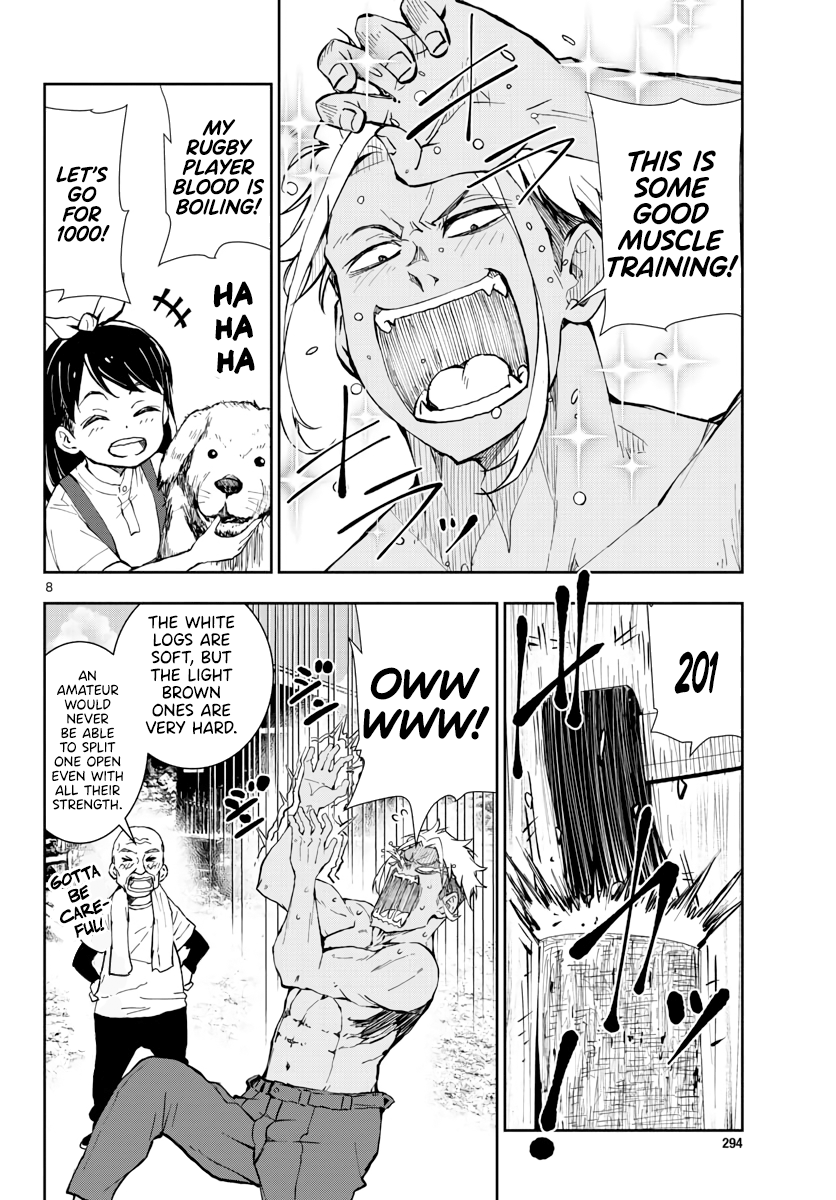 THIS IS
SOME
GOOD
MUSCLE
TRAINING!
MY
RUGBY
PLAYER
BLOOD IS
BOILING!
LET'S
GO
FOR
1000!
HA
HA
HA
8
201
OWW
WWW!
THE WHITE
LOGS ARE
SOFT, BUT
THE LIGHT
BROWN
ONES ARE
VERY HARD.
AN
AMATEUR
WOULD
NEVER
BE ABLE
TO SPLIT
ONE OPEN
EVEN WITH
ALL THEIR
STRENGTH.
GOTTA
BE
CARE-
FUL!
294